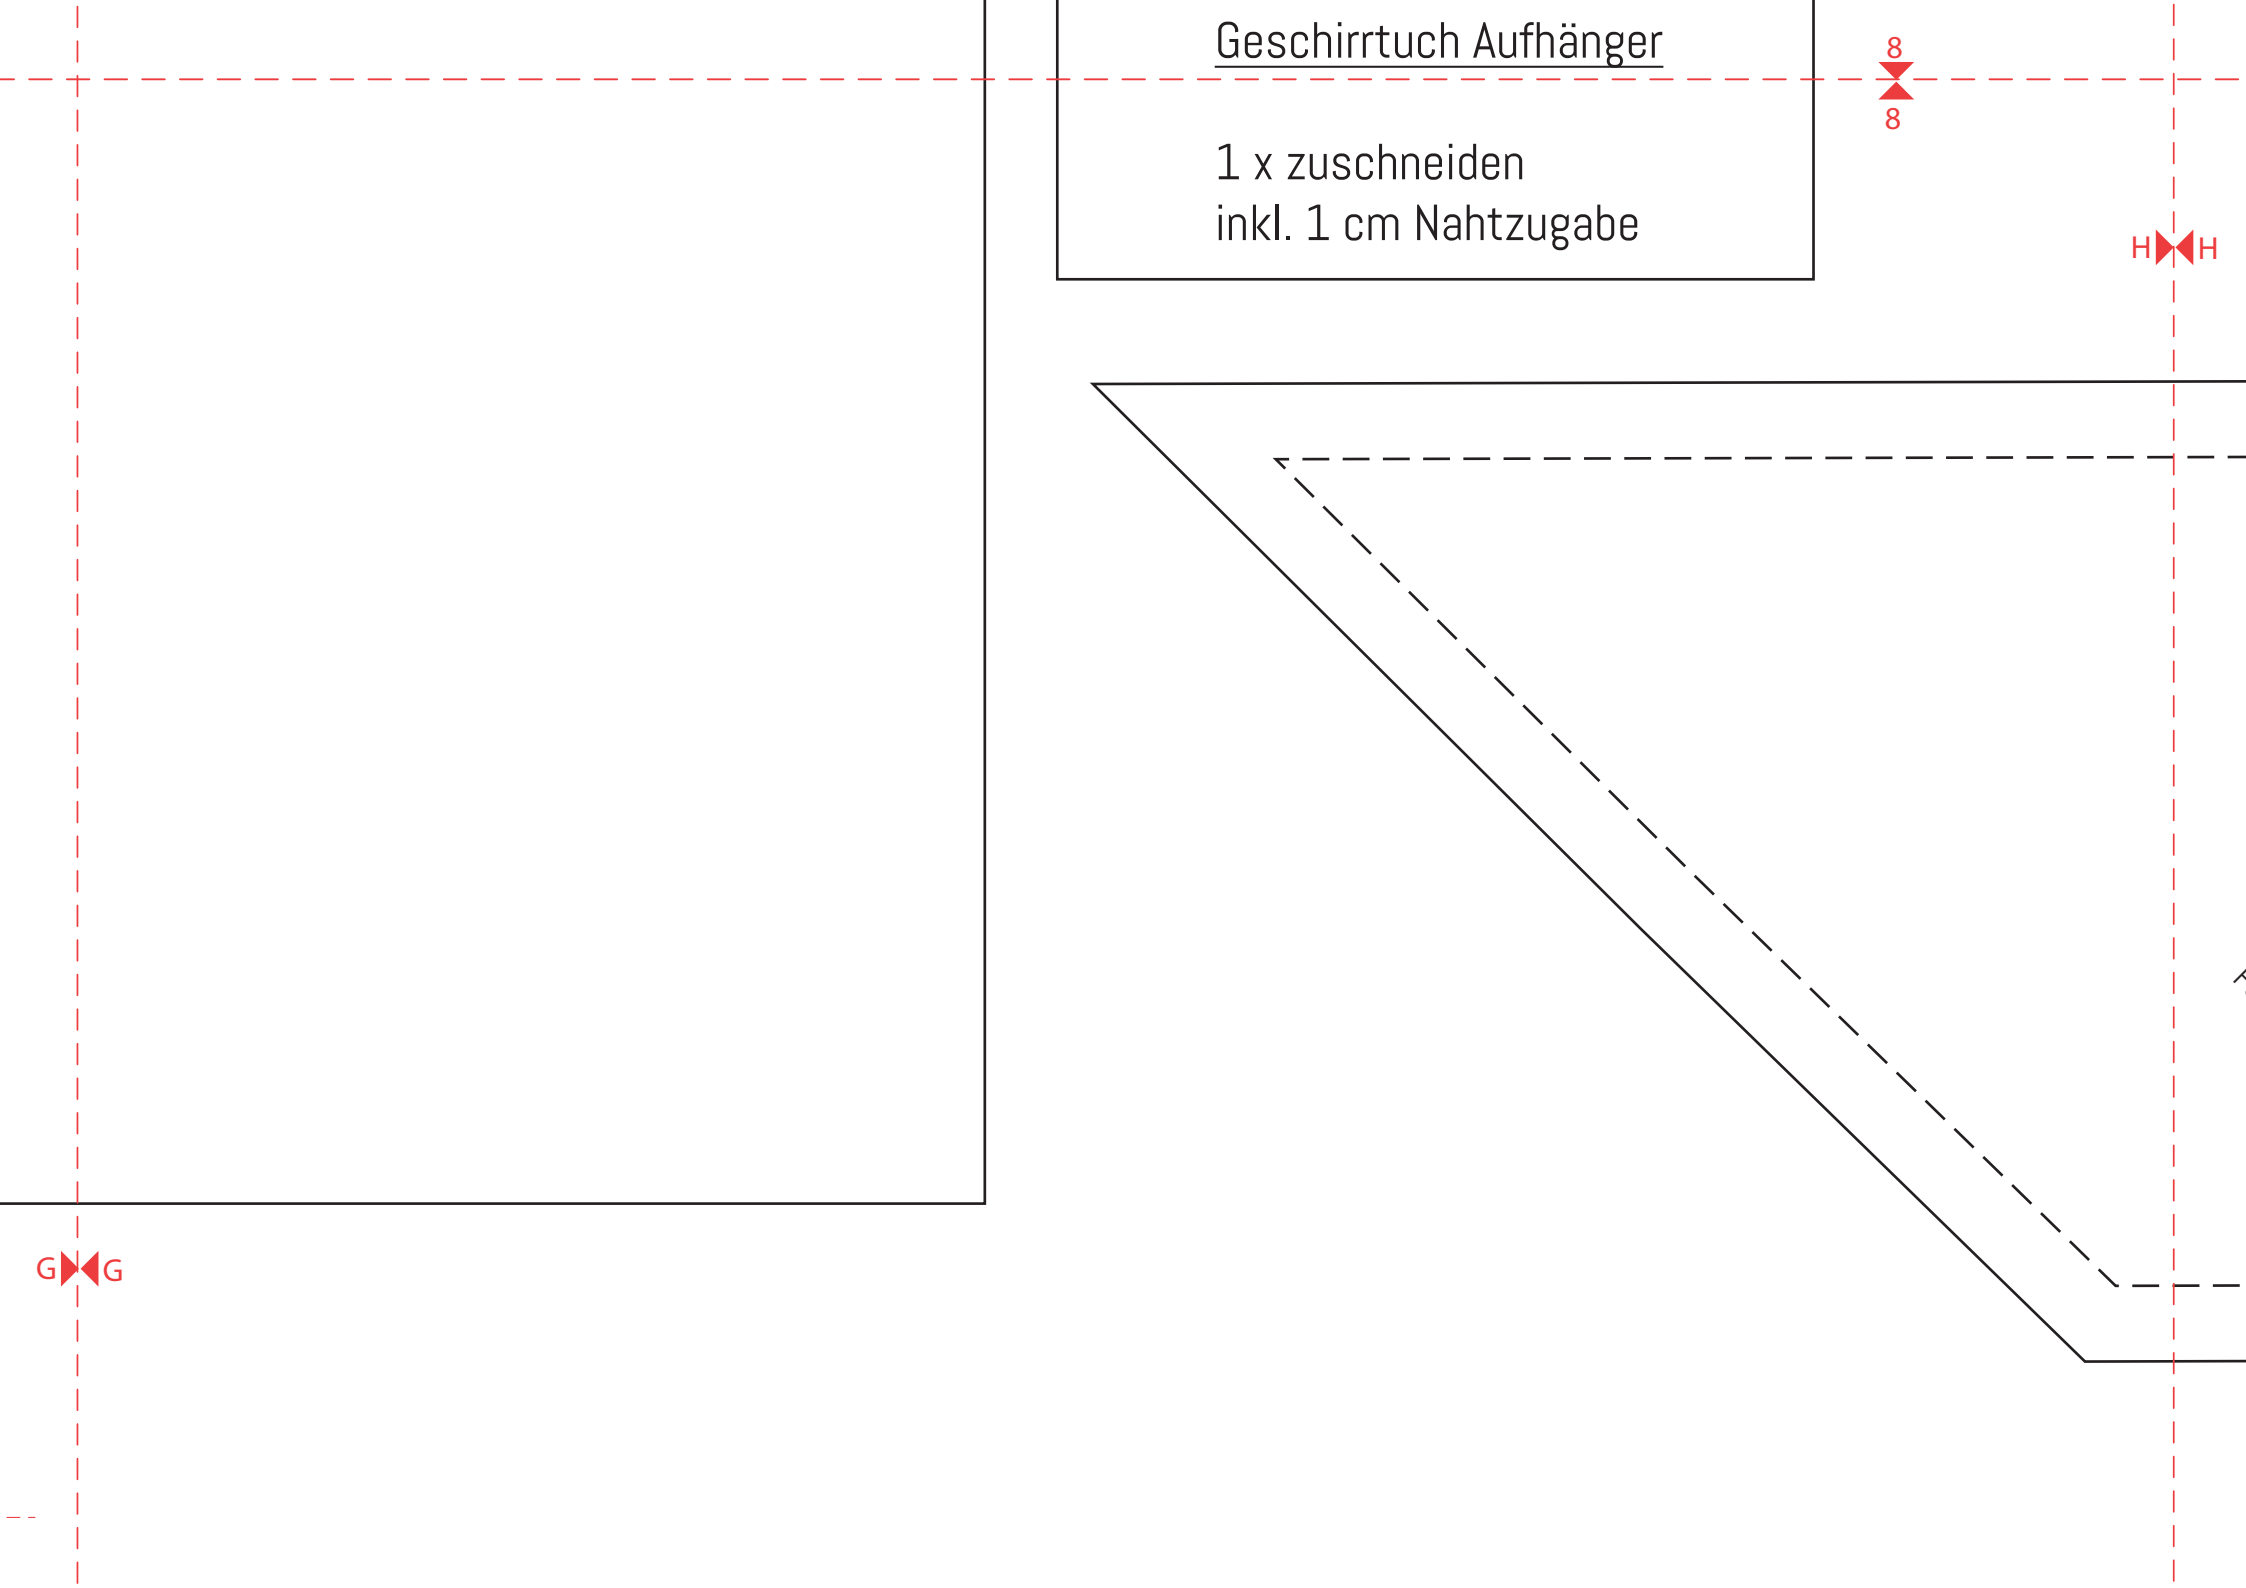 Geschirrtuch Aufhänger
8
8
1 x zuschneiden
inkl. 1 cm Nahtzugabe
H H
G G